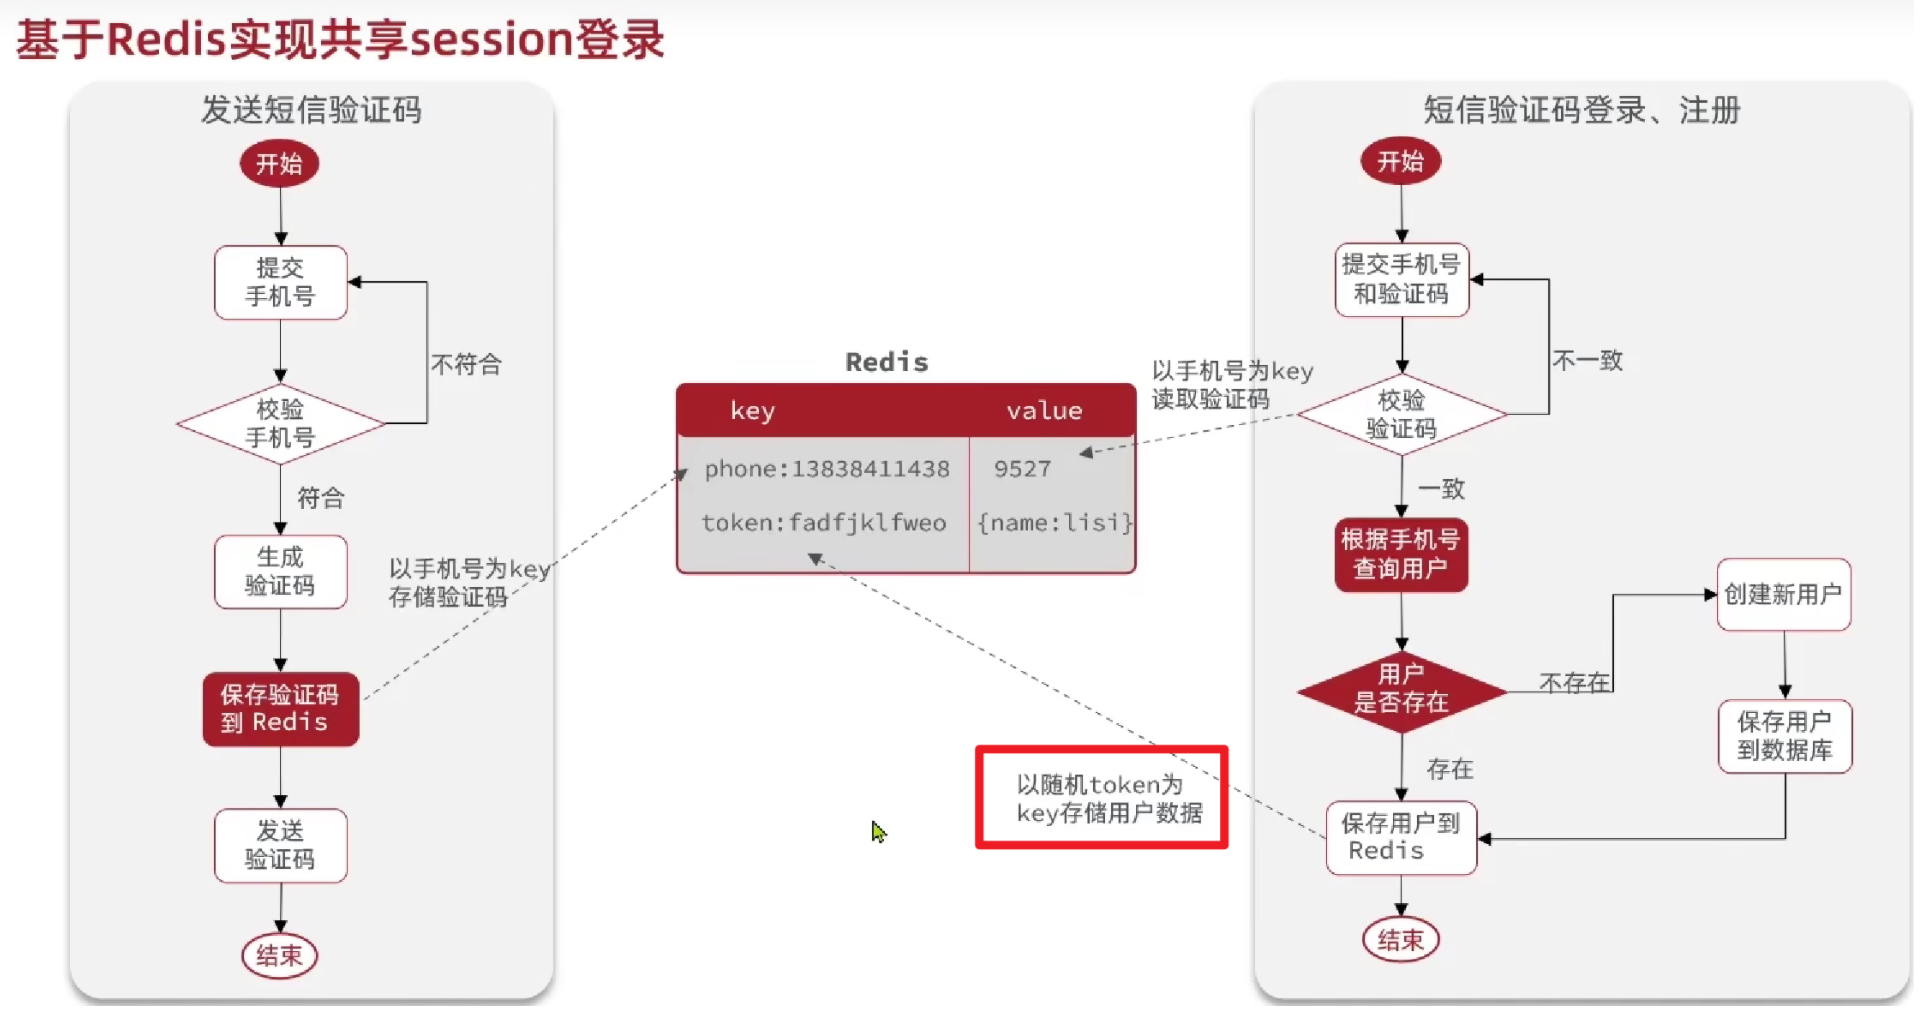 基于Redis实现共享session登录
发送短信验证码
开始
提交
手机号
不符合
校验
手机号
符合
生成
验证码
以手机号为key
存储验证码
保存验证码
到 Redis
发送
验证码
结束
Redis
key value
phone:13838411438 9527
token:fadfjklfweo {name:lisi}
以手机号为key
读取验证码
以随机token为
key存储用户数据
短信验证码登录、注册
开始
提交手机号
和验证码
不一致
校验
验证码
一致
根据手机号
查询用户
用户
是否存在
不存在
创建新用户
保存用户
到数据库
存在
保存用户到
Redis
结束